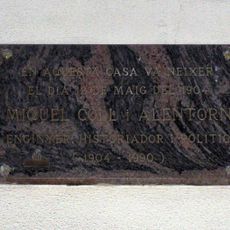 EN AQUESTA CASA VA NEIXER
EL DIA DE MAIG DEL 1904
MIQUEL COLL i ALENTORN
ENGINYER HISTORIADOR I POLITIC
(1904 - 1990)